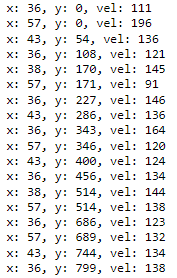 x: 36, y: 0, vel: 111
x: 57, y: 0, vel: 196
x: 43, y: 54, vel: 136
x: 36, y: 108, vel: 121
x: 38, y: 170, vel: 145
x: 57, y: 171, vel: 91
x: 36, y: 227, vel: 146
x: 43, y: 286, vel: 136
x: 36, y: 343, vel: 164
x: 57, y: 346, vel: 120
x: 43, y: 400, vel: 124
x: 36, y: 456, vel: 134
x: 38, y: 514, vel: 144
x: 57, y: 514, vel: 138
x: 36, y: 686, vel: 123
x: 57, y: 689, vel: 132
x: 43, y: 744, vel: 134
x: 36, y: 799, vel: 138